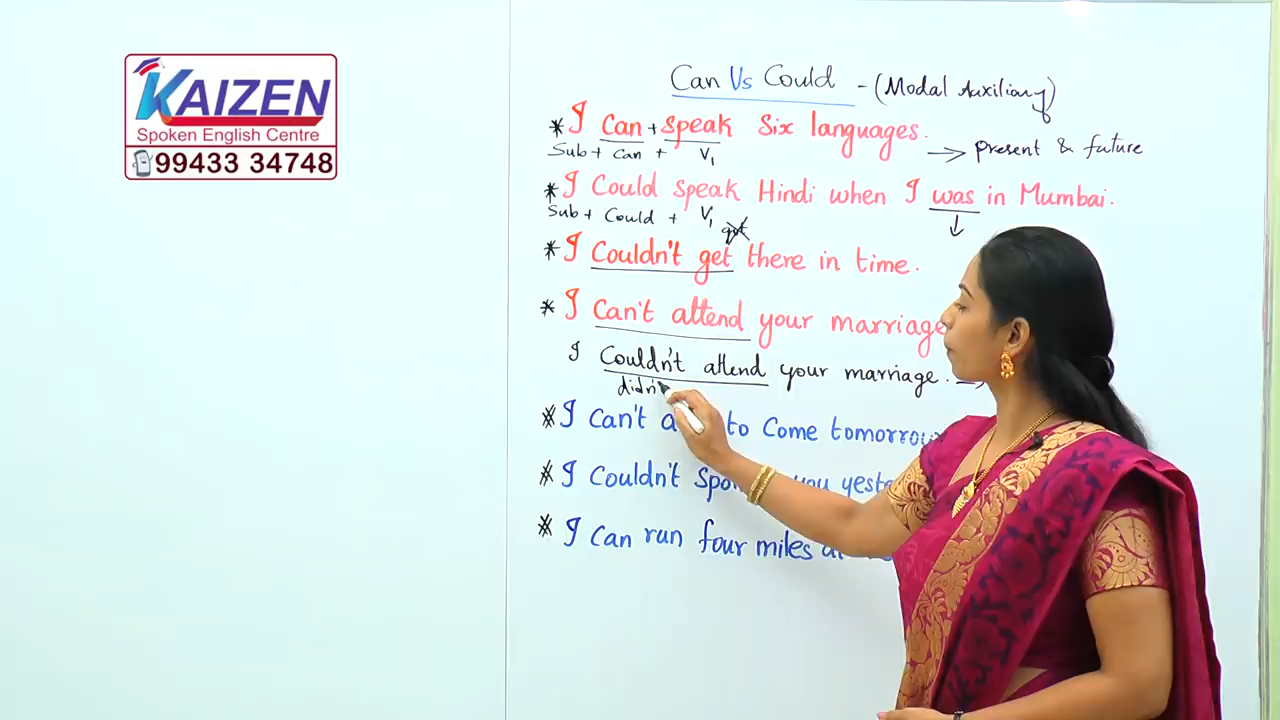 KAIZEN
Spoken English Centre
99433 34748
Can Vs Could - (Modal Auxiliary)
* I Can + speak Six languages.
Sub + Can + V1
→ present & future
* I Could speak Hindi when I was in Mumbai.
Sub + Could + V1
↓
got
* I Couldn't get there in time.
* I Can't attend your marriage
I Couldn't attend your marriage. →
didn't
* I Can't to Come
* I Couldn't you
* I Can run four miles